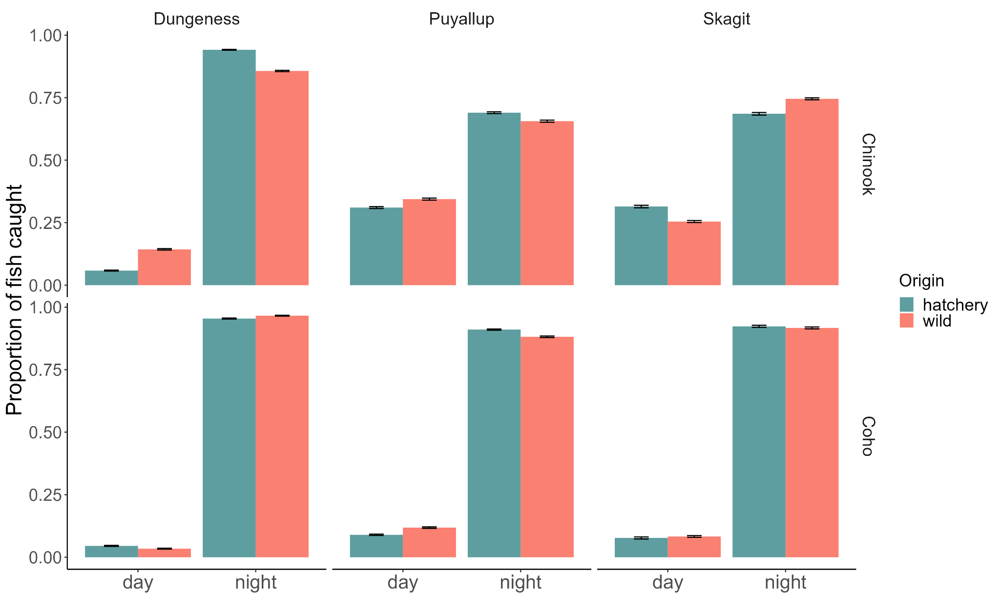 Dungeness Puyallup Skagit
1.00
0.75
0.50
0.25
0.00
Chinook
1.00
0.75
0.50
0.25
0.00
Coho
Proportion of fish caught
day night day night day night
Origin
hatchery
wild